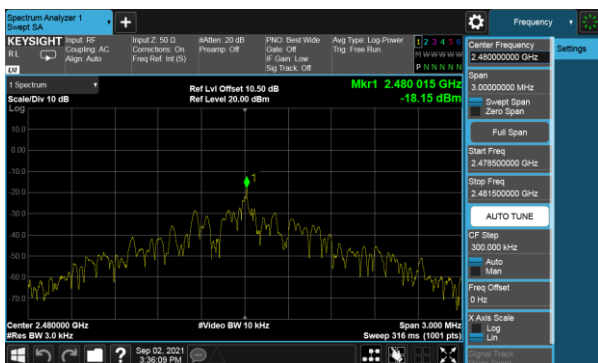 Spectrum Analyzer 1
Swept SA
+
Frequency
KEYSIGHT
Input: RF
Input Z: 50 Ω
#Atten: 20 dB
PNO: Best Wide
Avg Type: Log-Power
1 2 3 4 5 6
RL
Coupling: AC
Corrections: On
Preamp: Off
Gate: Off
Trig: Free Run
M W W W W W
Align: Auto
Freq Ref: Int (S)
IF Gain: Low
Sig Track: Off
P N N N N N
1 Spectrum
Ref Lvl Offset 10.50 dB
Mkr1 2.480 015 GHz
Scale/Div 10 dB
Ref Level 20.00 dBm
-18.15 dBm
Log
10.0
0.00
-10.0
-20.0
-30.0
-40.0
-50.0
-60.0
-70.0
1
Center 2.480000 GHz
#Video BW 10 kHz
Span 3.000 MHz
#Res BW 3.0 kHz
Sweep 316 ms (1001 pts)
Sep 02, 2021
3:36:09 PM
?
Settings
Center Frequency
2.480000000 GHz
Span
3.00000000 MHz
Swept Span
Zero Span
Full Span
Start Freq
2.478500000 GHz
Stop Freq
2.481500000 GHz
AUTO TUNE
CF Step
300.000 kHz
Auto
Man
Freq Offset
0 Hz
X Axis Scale
Log
Lin
Signal Track